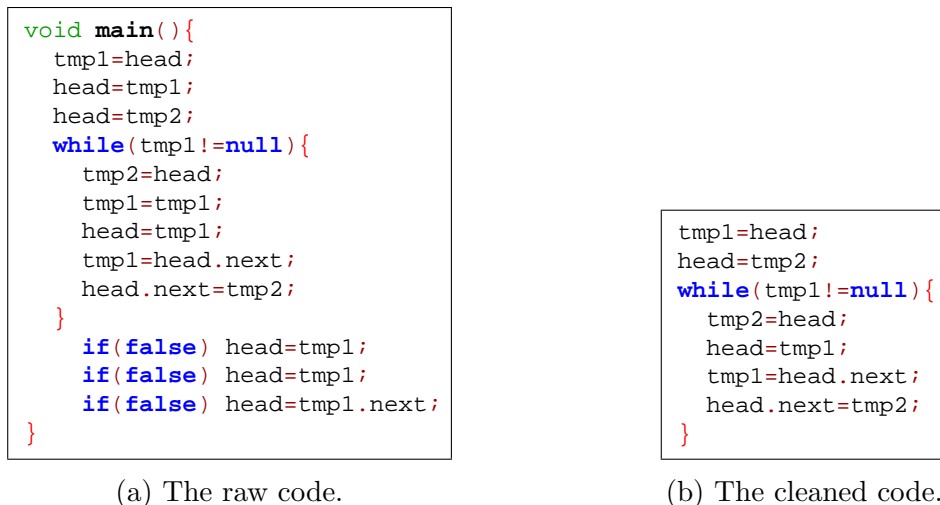 void main(){
tmp1=head;
head=tmp1;
head=tmp2;
while(tmp1!=null){
tmp2=head;
tmp1=tmp1;
head=tmp1;
tmp1=head.next;
head.next=tmp2;
}
if(false) head=tmp1;
if(false) head=tmp1;
if(false) head=tmp1.next;
}
(a) The raw code.
tmp1=head;
head=tmp2;
while(tmp1!=null){
tmp2=head;
head=tmp1;
tmp1=head.next;
head.next=tmp2;
}
(b) The cleaned code.